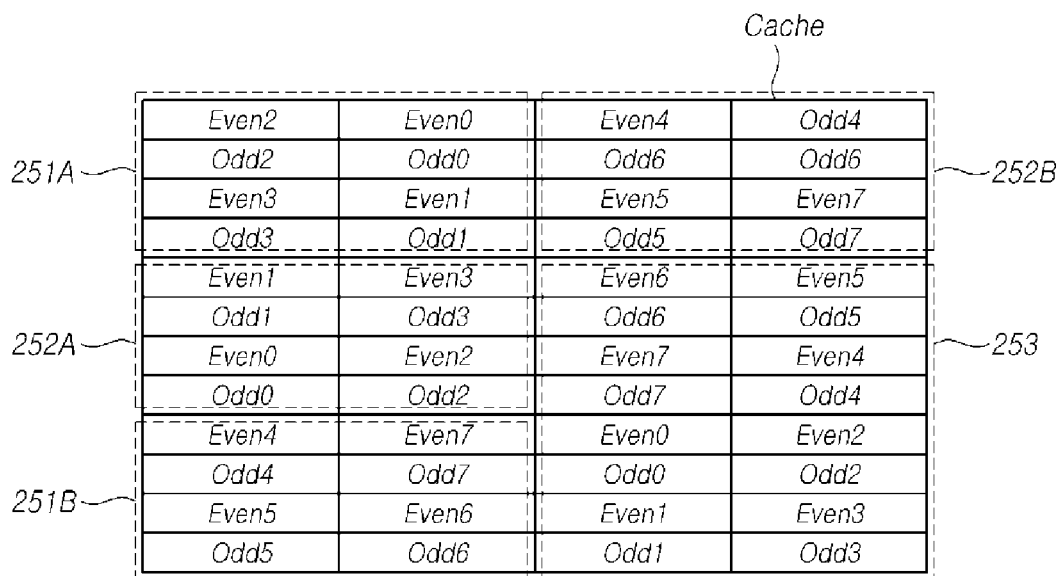 Cache
Even2 Even0 Even4 Odd4
251A Odd2 Odd0 Odd6 Odd6 252B
Even3 Even1 Even5 Even7
Odd3 Odd1 Odd5 Odd7
Even1 Even3 Even6 Even5
252A Odd1 Odd3 Odd6 Odd5 253
Even0 Even2 Even7 Even4
Odd0 Odd2 Odd7 Odd4
Even4 Even7 Even0 Even2
251B Odd4 Odd7 Odd0 Odd2
Even5 Even6 Even1 Even3
Odd5 Odd6 Odd1 Odd3